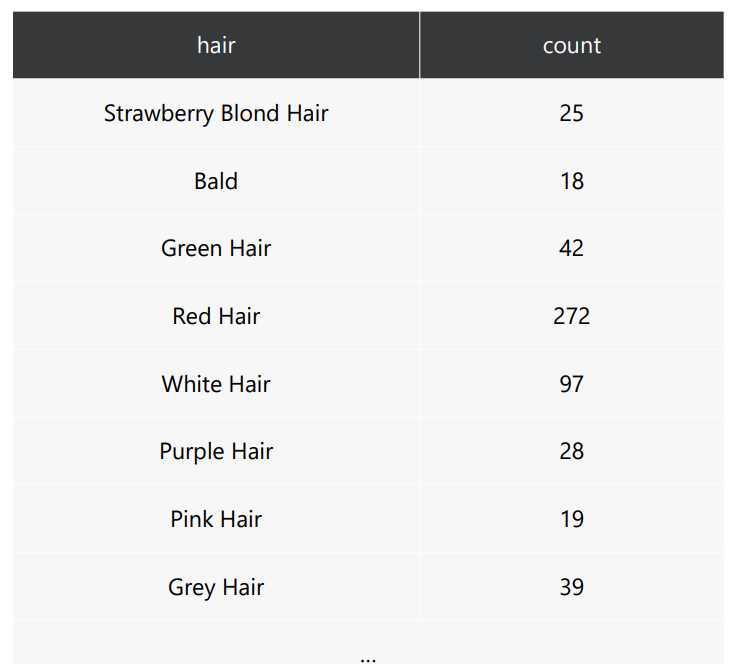 hair count
Strawberry Blond Hair 25
Bald 18
Green Hair 42
Red Hair 272
White Hair 97
Purple Hair 28
Pink Hair 19
Grey Hair 39
...